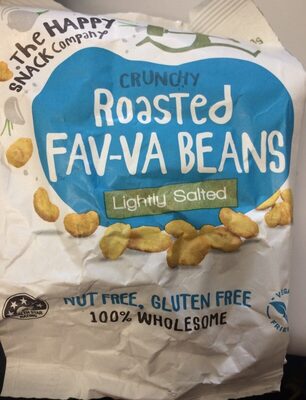 The HAPPY
SNACK Company
CRUNCHY
Roasted
FAV-VA BEANS
Lightly Salted
NUT FREE, GLUTEN FREE
100% WHOLESOME